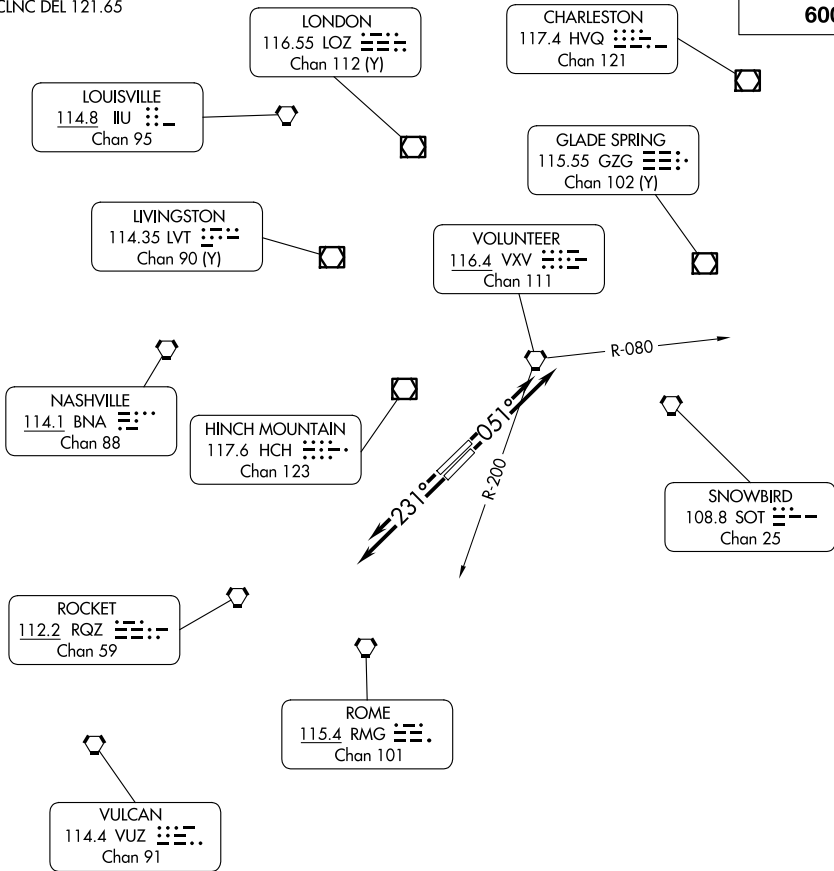 CLNC DEL 121.65
600
LONDON
116.55 LOZ
Chan 112 (Y)
CHARLESTON
117.4 HVQ
Chan 121
LOUISVILLE
114.8 IIU
Chan 95
GLADE SPRING
115.55 GZG
Chan 102 (Y)
LIVINGSTON
114.35 LVT
Chan 90 (Y)
VOLUNTEER
116.4 VXV
Chan 111
R-080
NASHVILLE
114.1 BNA
Chan 88
HINCH MOUNTAIN
117.6 HCH
Chan 123
051°
231°
R-200
SNOWBIRD
108.8 SOT
Chan 25
ROCKET
112.2 RQZ
Chan 59
ROME
115.4 RMG
Chan 101
VULCAN
114.4 VUZ
Chan 91